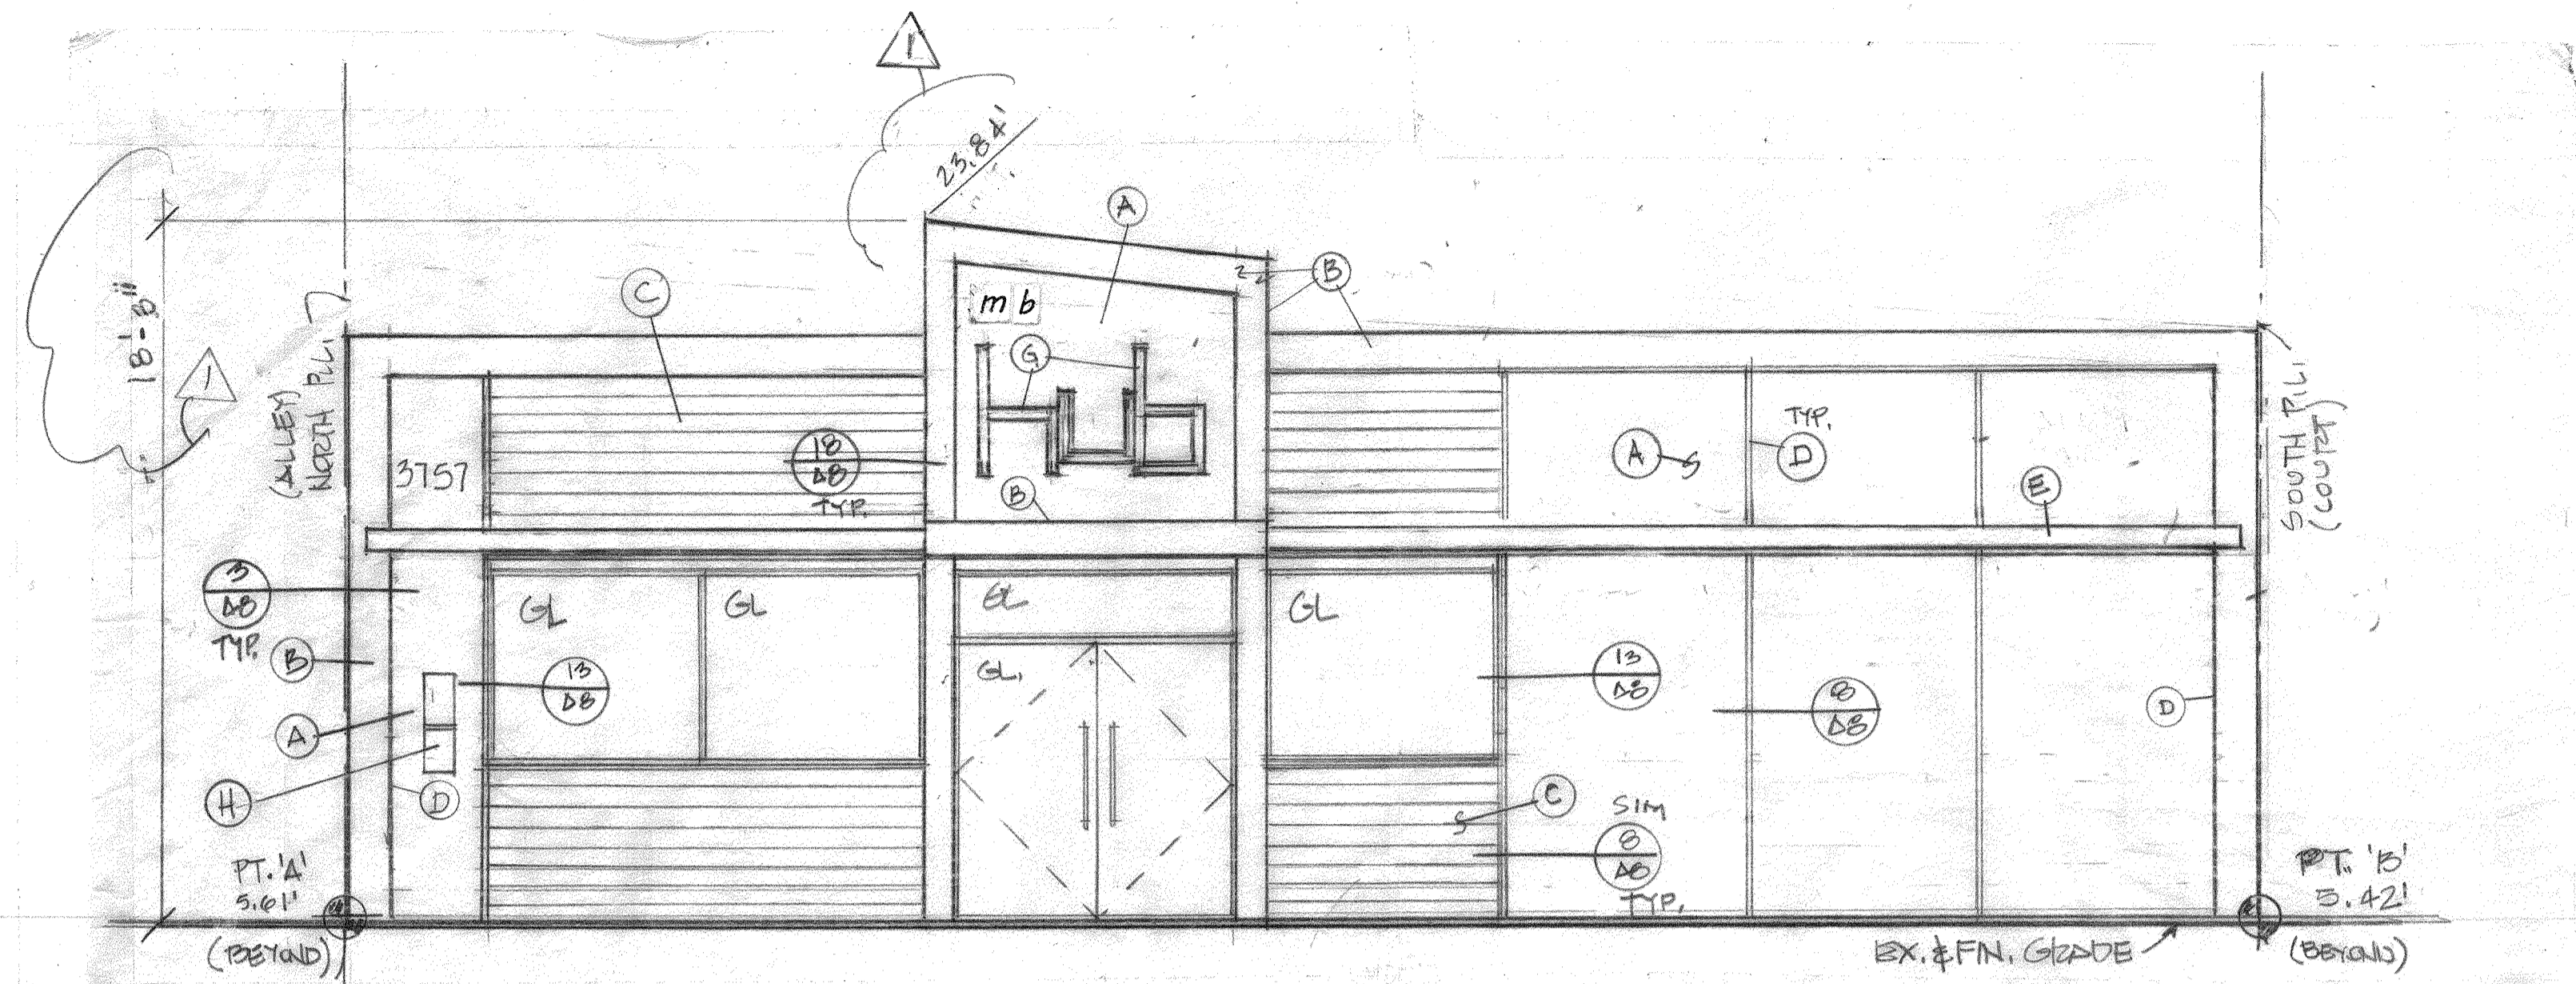 1
23.84'
A
B
C
m b
18'-3"
1
G
(ALLEY)
NORTH P.L.
SOUTH P.L.
(COURT)
TYP.
D
18
A8
TYP.
A
3757
E
B
3
A8
TYP.
GL
GL
GL
GL
B
GL.
13
A8
13
A8
8
A8
A
D
H
D
C
SIM
8
A8
TYP.
PT. 'A'
5.61'
(BEYOND)
PT. 'B'
5.42'
(BEYOND)
EX. & FIN. GRADE